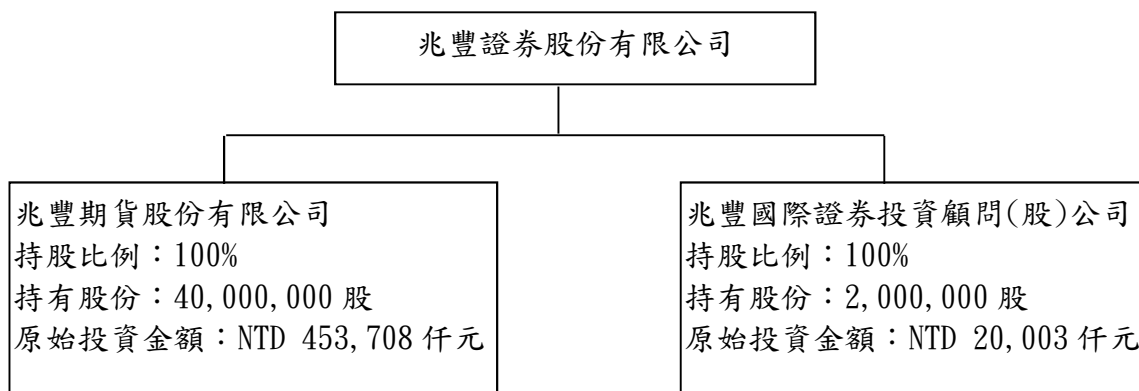 兆豐證券股份有限公司
兆豐期貨股份有限公司
持股比例：100%
持有股份：40,000,000 股
原始投資金額：NTD 453,708 仟元
兆豐國際證券投資顧問(股)公司
持股比例：100%
持有股份：2,000,000 股
原始投資金額：NTD 20,003 仟元